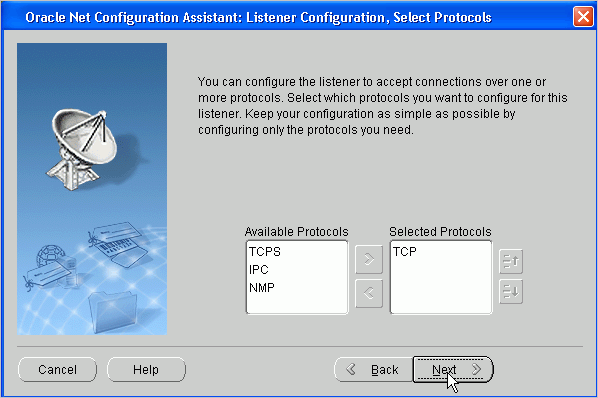 Oracle Net Configuration Assistant: Listener Configuration, Select Protocols
You can configure the listener to accept connections over one or
more protocols. Select which protocols you want to configure for this
listener. Keep your configuration as simple as possible by
configuring only the protocols you need.
Available Protocols
TCPS
IPC
NMP
Selected Protocols
TCP
Cancel
Help
Back
Next